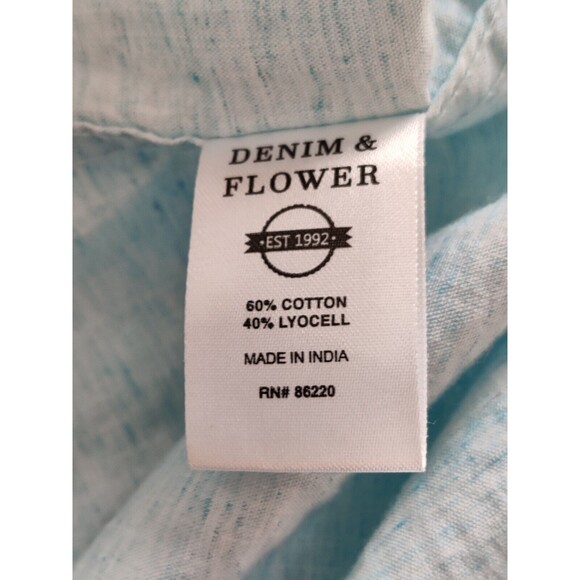 DENIM &
FLOWER
•EST 1992•
60% COTTON
40% LYOCELL
MADE IN INDIA
RN# 86220